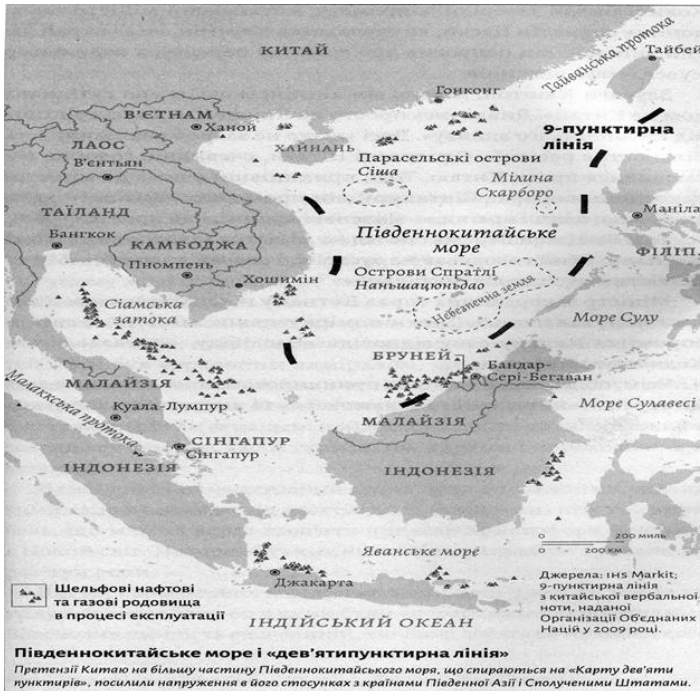 КИТАЙ
Тайванська протока
Тайбей
Гонконг
В'ЄТНАМ
Ханой
9-пунктирна
лінія
ЛАОС
ХАЙНАНЬ
В'єнтьян
Парасельські острови
Сіша
Мілина
Скарборо
ТАЇЛАНД
Маніла
Бангкок
КАМБОДЖА
Південнокитайське
море
Пномпень
Хошимін
Острови Спратлі
Наньшацюньдао
ФІЛІП
Небезпечна земля
Сіамська
затока
Море Сулу
БРУНЕЙ
Бандар-
Сері-Бегаван
МАЛАЙЗІЯ
Малаккська протока
Куала-Лумпур
МАЛАЙЗІЯ
Море Сулавесі
СІНГАПУР
Сінгапур
ІНДОНЕЗІЯ
ІНДОНЕЗІЯ
0 200 миль
0 200 км
Яванське море
Джакарта
Шельфові нафтові
та газові родовища
в процесі експлуатації
Джерела: IHS Markit;
9-пунктирна лінія
з китайської вербальної
ноти, наданої
Організації Об'єднаних
Націй у 2009 році.
ІНДІЙСЬКИЙ ОКЕАН
Південнокитайське море і «дев'ятипунктирна лінія»
Претензії Китаю на більшу частину Південнокитайського моря, що спираються на «Карту дев'яти
пунктирів», посилили напруження в його стосунках з країнами Південної Азії і Сполученими Штатами.